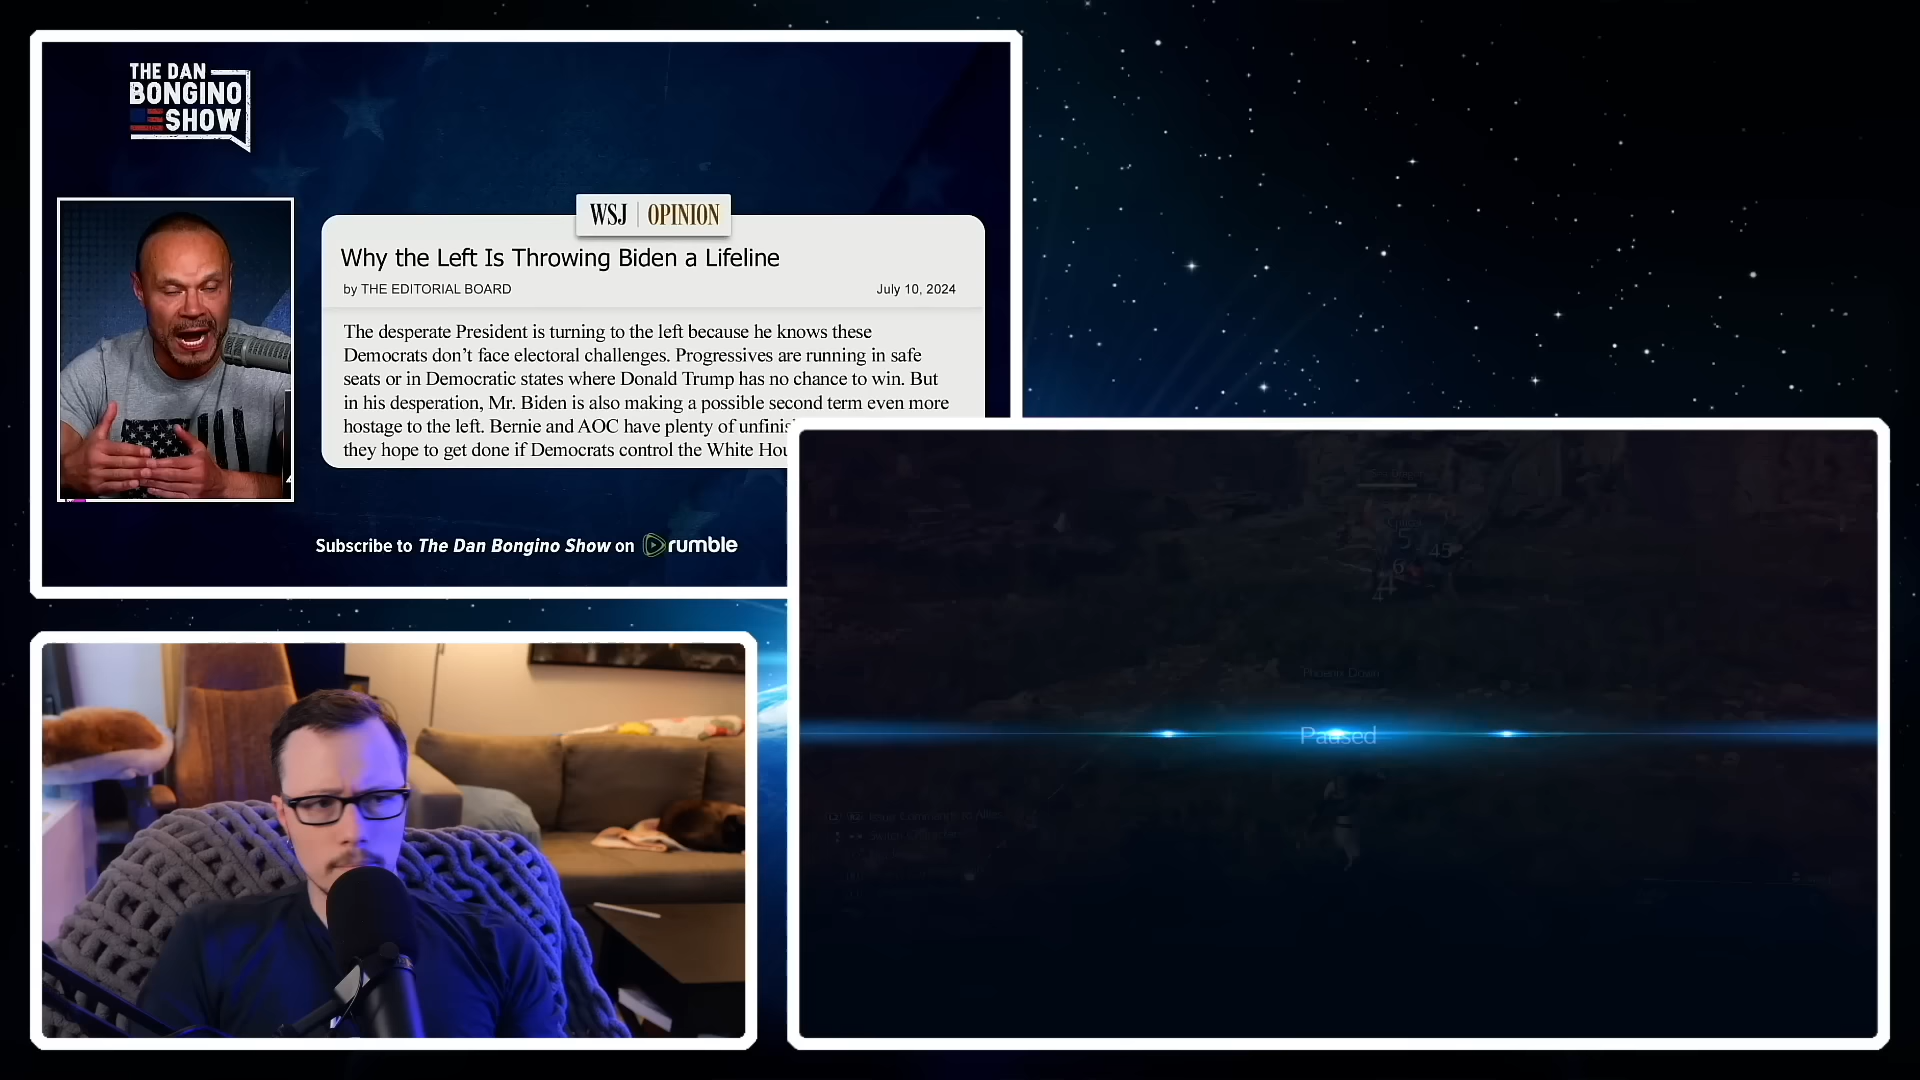 THE DAN
BONGINO
SHOW
WSJ | OPINION
Why the Left Is Throwing Biden a Lifeline
by THE EDITORIAL BOARD
July 10, 2024
The desperate President is turning to the left because he knows these
Democrats don't face electoral challenges. Progressives are running in safe
seats or in Democratic states where Donald Trump has no chance to win. But
in his desperation, Mr. Biden is also making a possible second term even more
hostage to the left. Bernie and AOC have plenty of
they hope to get done if Democrats control the White
Subscribe to The Dan Bongino Show on rumble
5
45
6
Phoenix Down
Paused